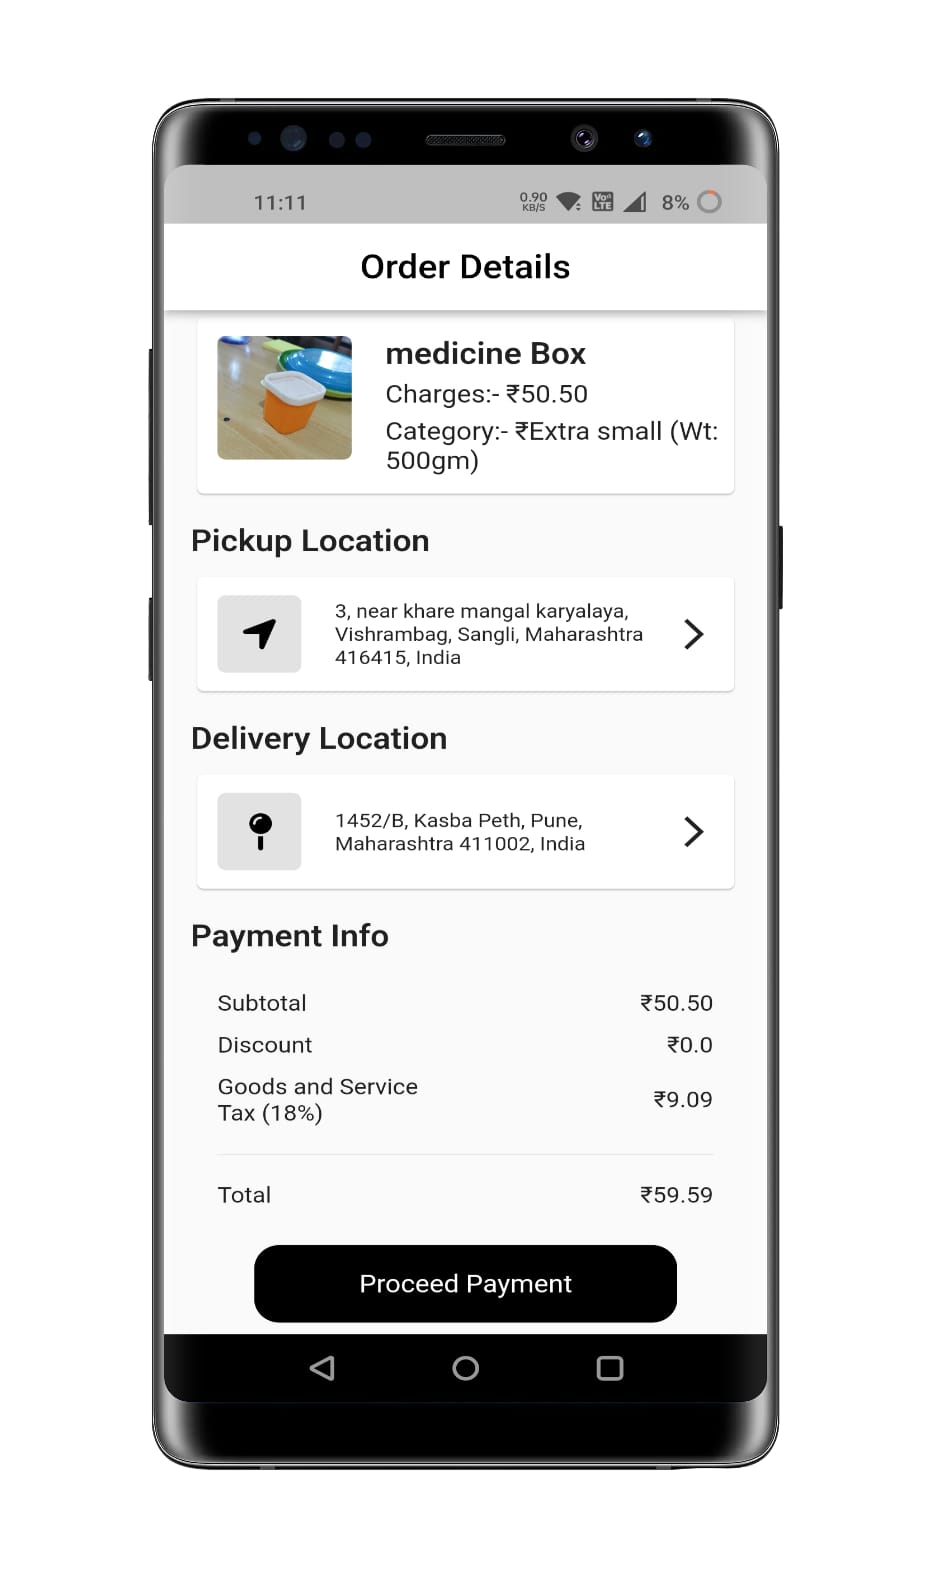 11:11
0.90
KB/S
Vo
LTE
8%
Order Details
medicine Box
Charges:- ₹50.50
Category:- ₹Extra small (Wt:
500gm)
Pickup Location
3, near khare mangal karyalaya,
Vishrambag, Sangli, Maharashtra
416415, India
Delivery Location
1452/B, Kasba Peth, Pune,
Maharashtra 411002, India
Payment Info
Subtotal
₹50.50
Discount
₹0.0
Goods and Service
Tax (18%)
₹9.09
Total
₹59.59
Proceed Payment